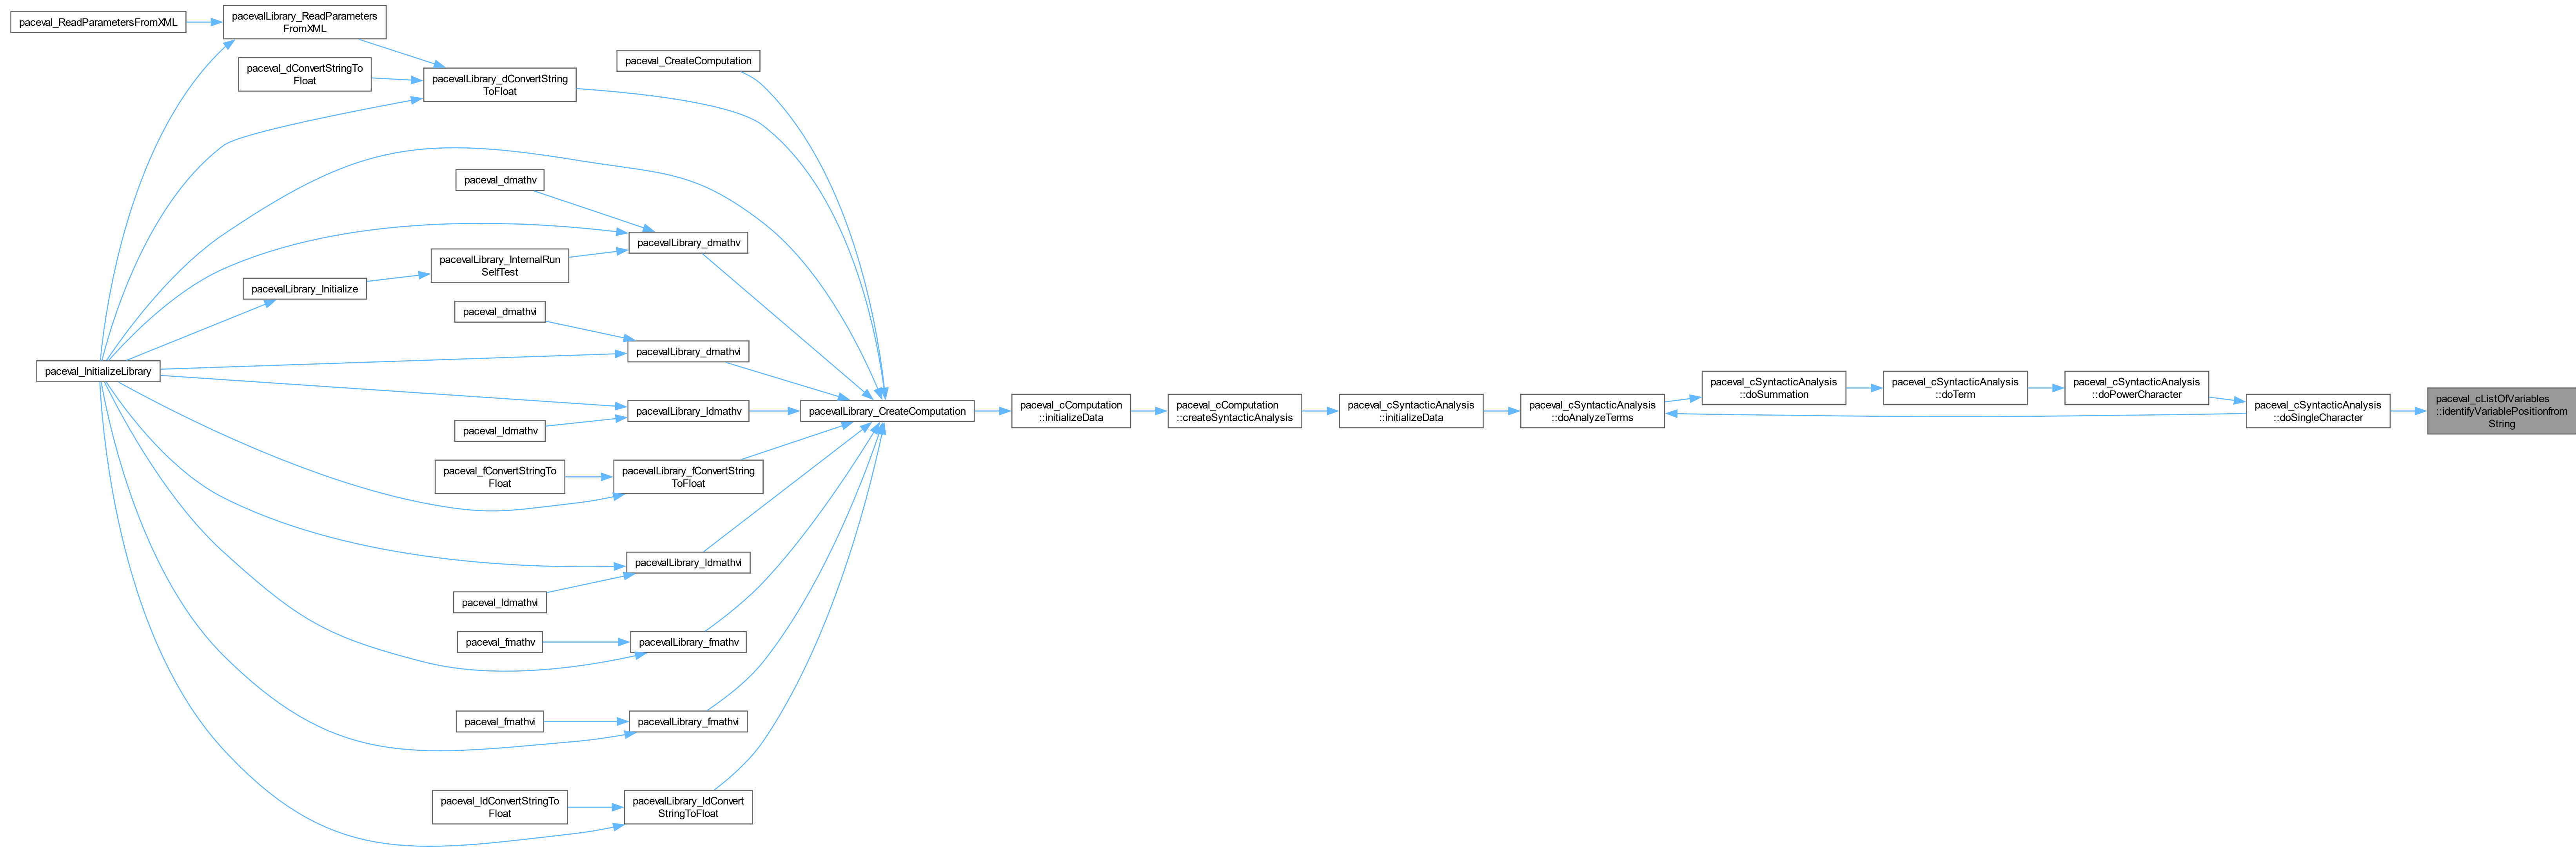 paceval_ReadParametersFromXML
pacevalLibrary_ReadParameters
FromXML
paceval_dConvertStringTo
Float
pacevalLibrary_dConvertString
ToFloat
paceval_CreateComputation
paceval_dmathv
pacevalLibrary_dmathv
pacevalLibrary_InternalRun
SelfTest
pacevalLibrary_Initialize
paceval_dmathvi
pacevalLibrary_dmathvi
paceval_InitializeLibrary
pacevalLibrary_ldmathv
paceval_ldmathv
pacevalLibrary_CreateComputation
paceval_cComputation
::initializeData
paceval_cComputation
::createSyntacticAnalysis
paceval_cSyntacticAnalysis
::initializeData
paceval_cSyntacticAnalysis
::doAnalyzeTerms
paceval_cSyntacticAnalysis
::doSummation
paceval_cSyntacticAnalysis
::doTerm
paceval_cSyntacticAnalysis
::doPowerCharacter
paceval_cSyntacticAnalysis
::doSingleCharacter
paceval_cListOfVariables
::identifyVariablePositionfrom
String
paceval_fConvertStringTo
Float
pacevalLibrary_fConvertString
ToFloat
pacevalLibrary_ldmathvi
paceval_ldmathvi
paceval_fmathv
pacevalLibrary_fmathv
paceval_fmathvi
pacevalLibrary_fmathvi
paceval_ldConvertStringTo
Float
pacevalLibrary_ldConvert
StringToFloat